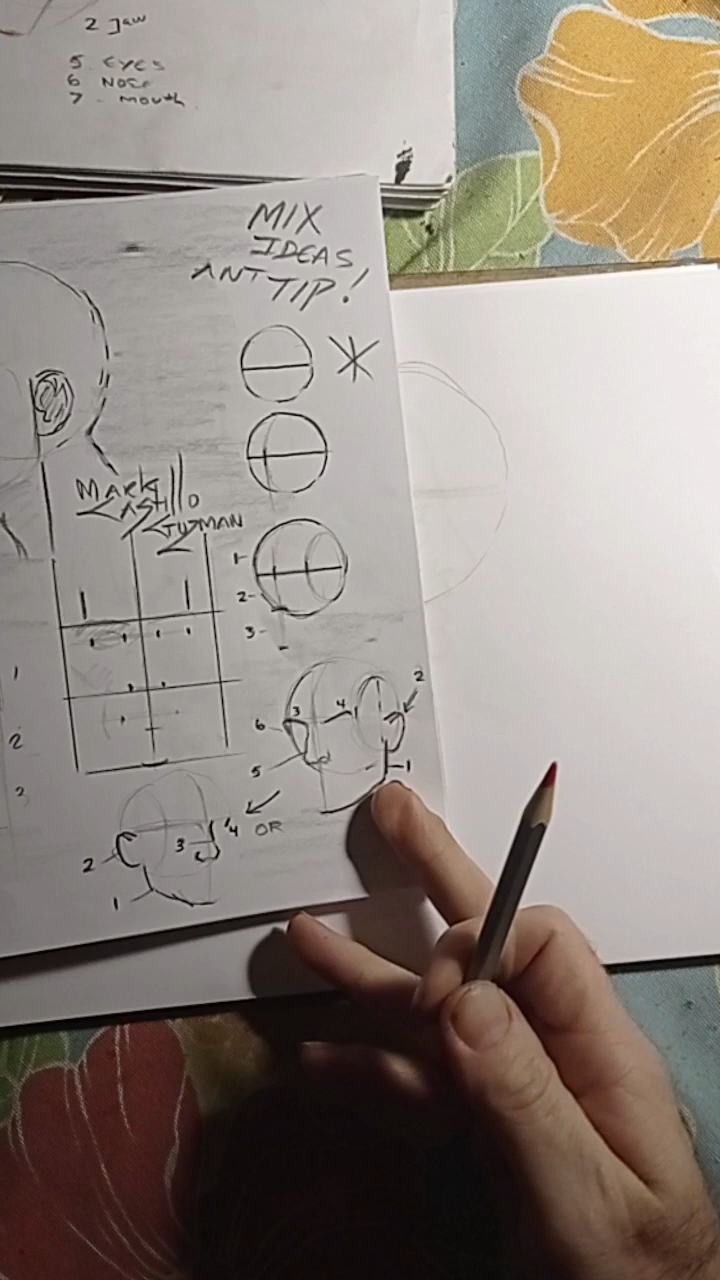 2 Jaw
5. EYES
6 NOSE
7 - MOUTH
MIX
IDEAS
ANT TIP!
MARK
CASTILLO
GUZMAN
1
2
3
1
2
3
2
3
4
6
5
1
3
4
OR
2
1